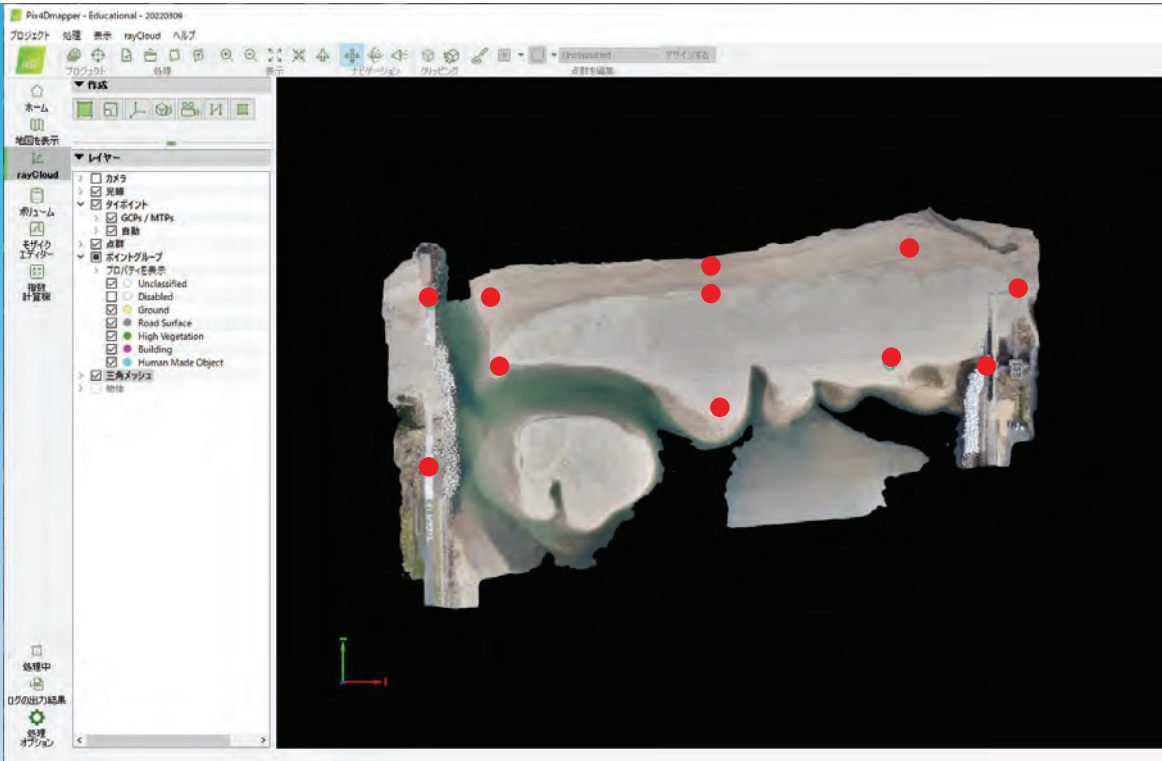 Pix4Dmapper - Educational - 20220309
プロジェクト 処理 表示 rayCloud ヘルプ
Unclassified アサインする
プロジェクト 処理 表示 ナビゲーション クリッピング 点群を編集
ホーム
地図を表示
rayCloud
ボリューム
モザイク
エディター
指数
計算機
処理中
ログの出力結果
処理
オプション
作成
レイヤー
カメラ
光線
タイポイント
GCPs / MTPs
自動
点群
ポイントグループ
プロパティを表示
Unclassified
Disabled
Ground
Road Surface
High Vegetation
Building
Human Made Object
三角メッシュ
物体